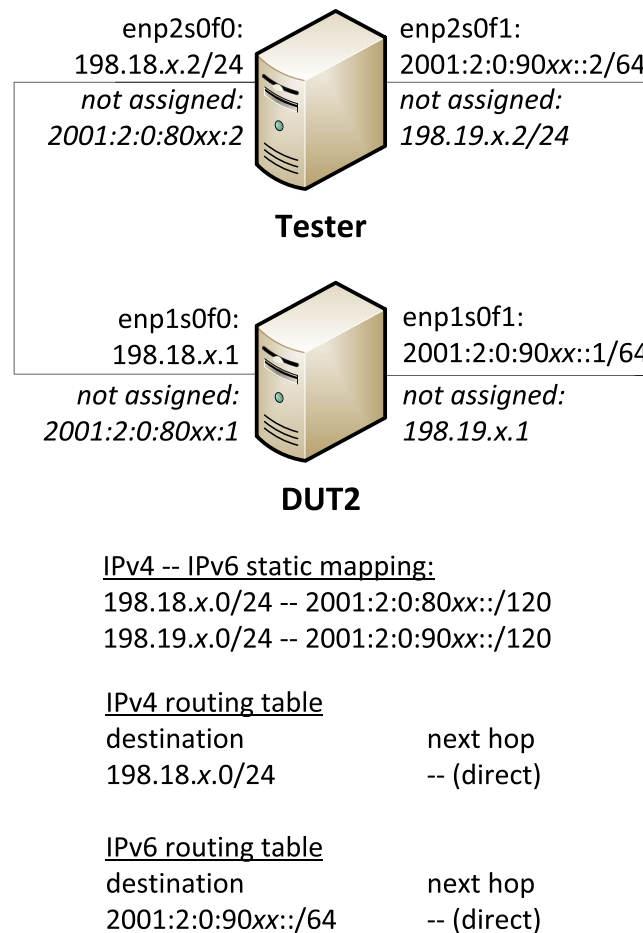 enp2s0f0:
198.18.x.2/24
not assigned:
2001:2:0:80xx:2
enp2s0f1:
2001:2:0:90xx::2/64
not assigned:
198.19.x.2/24
Tester
enp1s0f0:
198.18.x.1
not assigned:
2001:2:0:80xx:1
enp1s0f1:
2001:2:0:90xx::1/64
not assigned:
198.19.x.1
DUT2
IPv4 -- IPv6 static mapping:
198.18.x.0/24 -- 2001:2:0:80xx::/120
198.19.x.0/24 -- 2001:2:0:90xx::/120
IPv4 routing table
destination next hop
198.18.x.0/24 -- (direct)
IPv6 routing table
destination next hop
2001:2:0:90xx::/64 -- (direct)